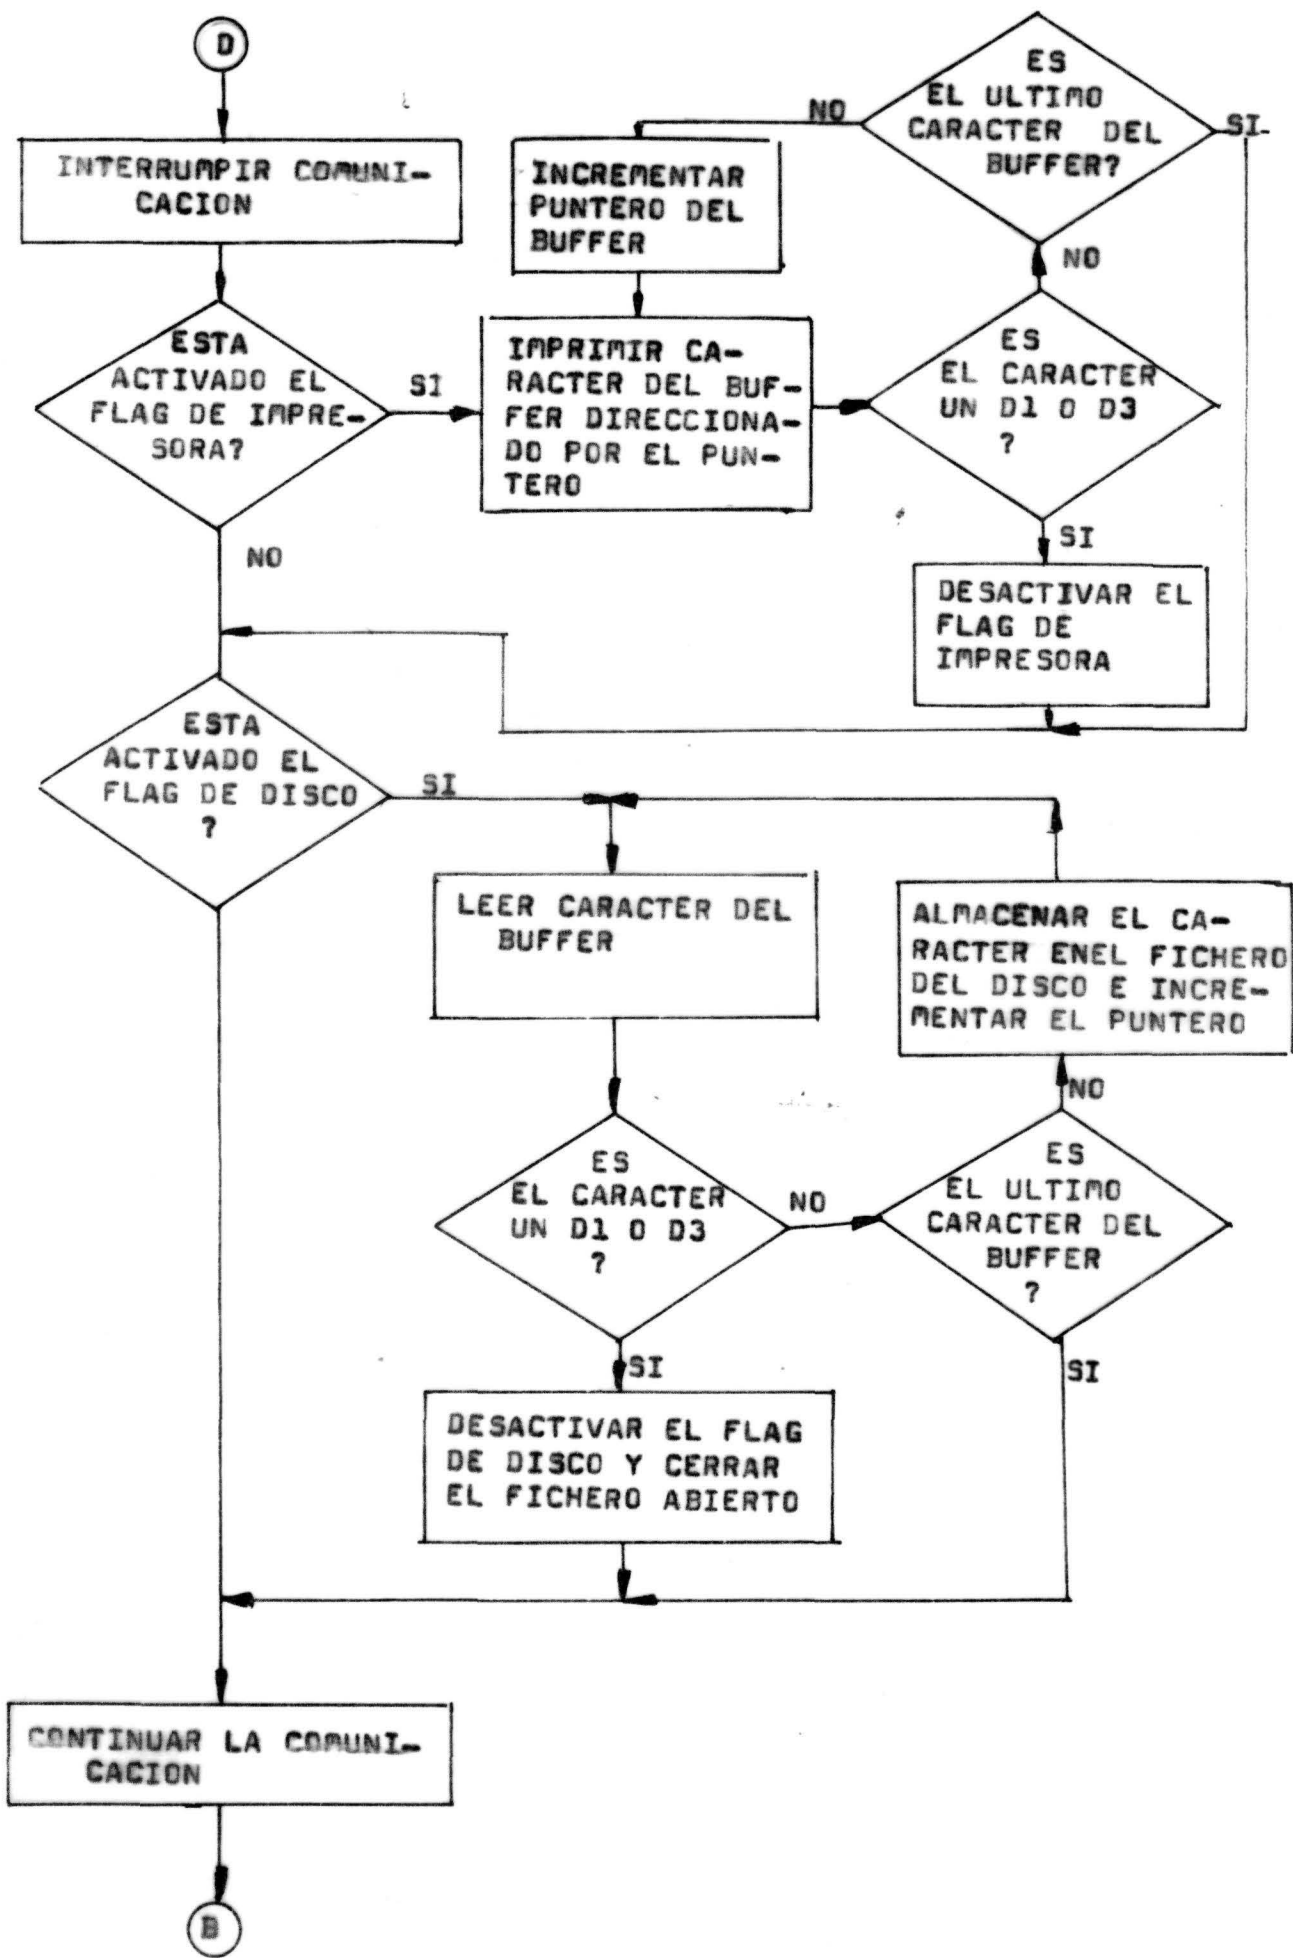 D
INTERRUMPIR COMUNI-
CACION
ESTA
ACTIVADO EL
FLAG DE IMPRE-
SORA?
SI
NO
INCREMENTAR
PUNTERO DEL
BUFFER
IMPRIMIR CA-
RACTER DEL BUF-
FER DIRECCIONA-
DO POR EL PUN-
TERO
ES
EL ULTIMO
CARACTER DEL
BUFFER?
NO
SI
ES
EL CARACTER
UN D1 O D3
?
NO
SI
DESACTIVAR EL
FLAG DE
IMPRESORA
ESTA
ACTIVADO EL
FLAG DE DISCO
?
SI
LEER CARACTER DEL
BUFFER
ALMACENAR EL CA-
RACTER ENEL FICHERO
DEL DISCO E INCRE-
MENTAR EL PUNTERO
NO
ES
EL CARACTER
UN D1 O D3
?
NO
ES
EL ULTIMO
CARACTER DEL
BUFFER
?
SI
SI
DESACTIVAR EL FLAG
DE DISCO Y CERRAR
EL FICHERO ABIERTO
CONTINUAR LA COMUNI-
CACION
B